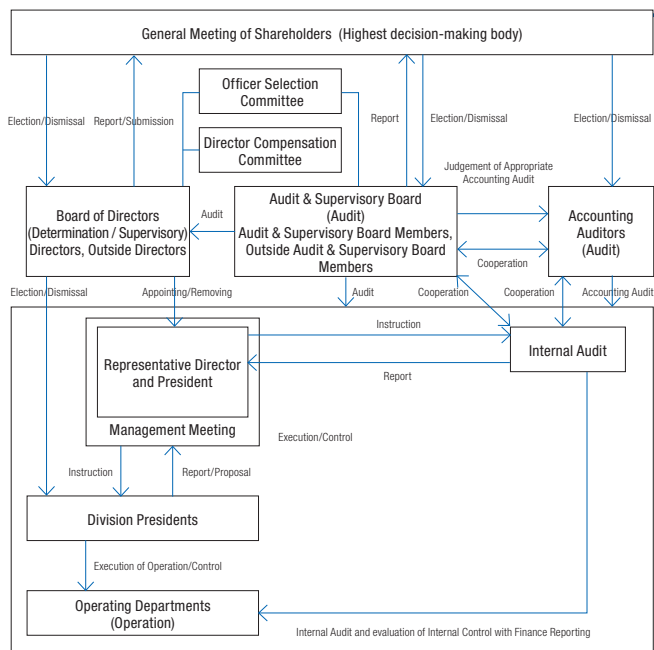 General Meeting of Shareholders (Highest decision-making body)
Officer Selection
Committee
Election/Dismissal
Report/Submission
Report
Election/Dismissal
Election/Dismissal
Director Compensation
Committee
Judgement of Appropriate
Accounting Audit
Board of Directors
(Determination / Supervisory)
Directors, Outside Directors
Audit
Audit & Supervisory Board
(Audit)
Audit & Supervisory Board Members,
Outside Audit & Supervisory Board
Members
Cooperation
Accounting
Auditors
(Audit)
Election/Dismissal
Appointing/Removing
Audit
Cooperation
Cooperation
Accounting Audit
Instruction
Representative Director
and President
Internal Audit
Report
Management Meeting
Execution/Control
Instruction
Report/Proposal
Division Presidents
Execution of Operation/Control
Operating Departments
(Operation)
Internal Audit and evaluation of Internal Control with Finance Reporting